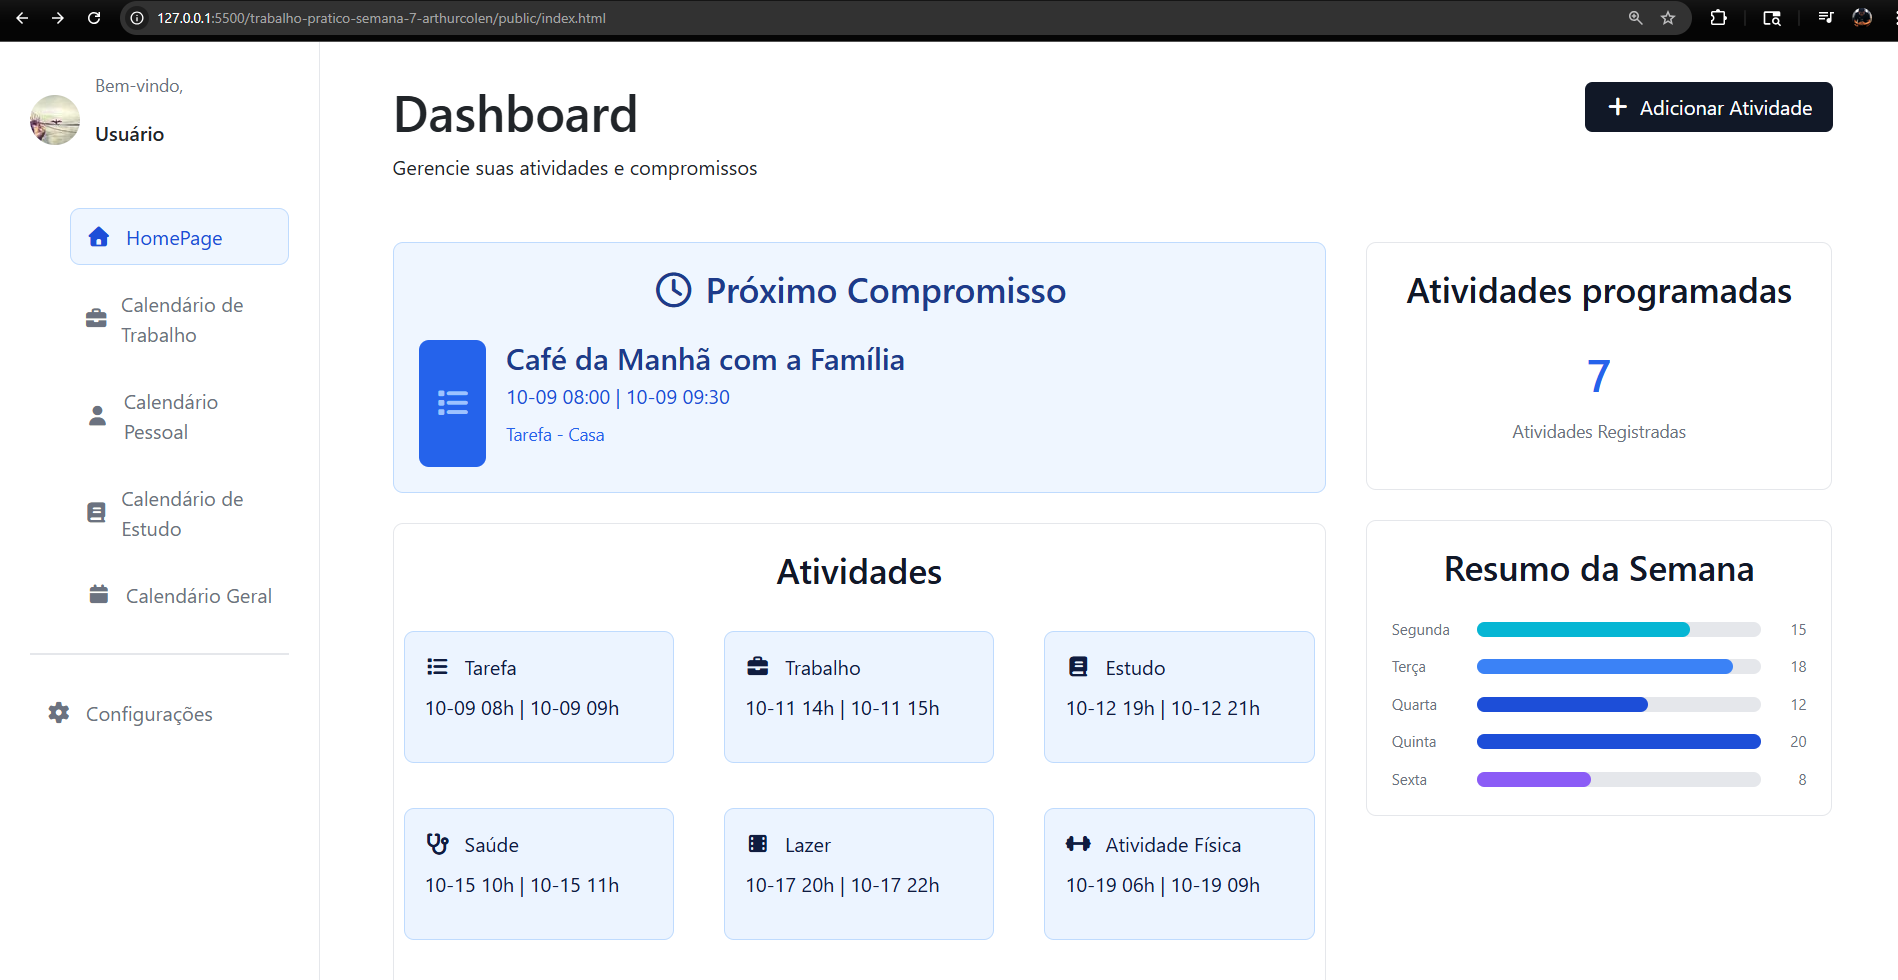 127.0.0.1:5500/trabalho-pratico-semana-7-arthurcolen/public/index.html
Bem-vindo,
Usuário
HomePage
Calendário de
Trabalho
Calendário
Pessoal
Calendário de
Estudo
Calendário Geral
Configurações
Dashboard
Gerencie suas atividades e compromissos
Adicionar Atividade
Próximo Compromisso
Café da Manhã com a Família
10-09 08:00 | 10-09 09:30
Tarefa - Casa
Atividades programadas
7
Atividades Registradas
Atividades
Tarefa
10-09 08h | 10-09 09h
Trabalho
10-11 14h | 10-11 15h
Estudo
10-12 19h | 10-12 21h
Saúde
10-15 10h | 10-15 11h
Lazer
10-17 20h | 10-17 22h
Atividade Física
10-19 06h | 10-19 09h
Resumo da Semana
Segunda 15
Terça 18
Quarta 12
Quinta 20
Sexta 8